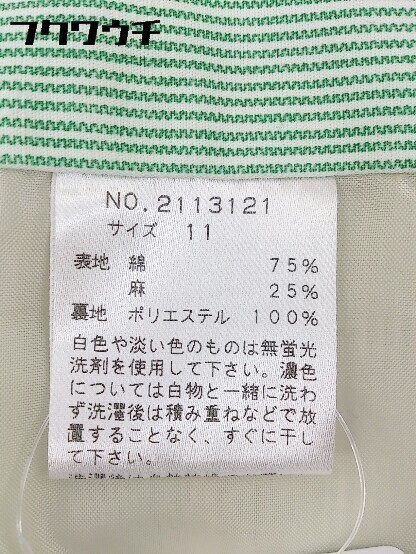 フクウクチ
NO.2113121
サイズ 11
表地 綿 75%
麻 25%
裏地 ポリエステル 100%
白色や淡い色のものは無蛍光
洗剤を使用して下さい。濃色
については白物と一緒に洗わ
ず洗濯後は積み重ねなどで放
置することなく、すぐに干し
て下さい。